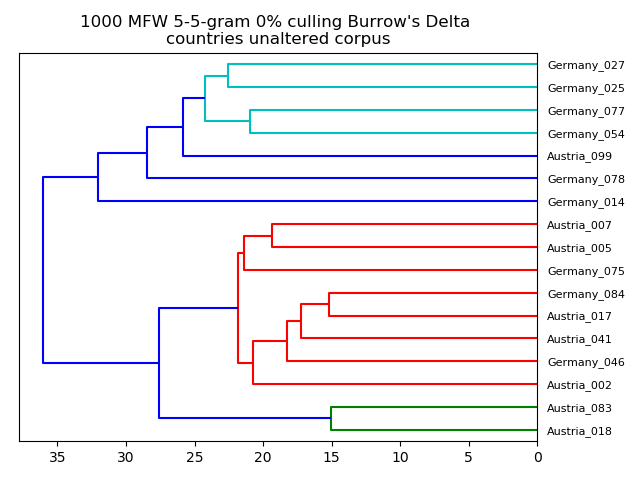 1000 MFW 5-5-gram 0% culling Burrow's Delta
countries unaltered corpus
Germany_027
Germany_025
Germany_077
Germany_054
Austria_099
Germany_078
Germany_014
Austria_007
Austria_005
Germany_075
Germany_084
Austria_017
Austria_041
Germany_046
Austria_002
Austria_083
Austria_018
35 30 25 20 15 10 5 0